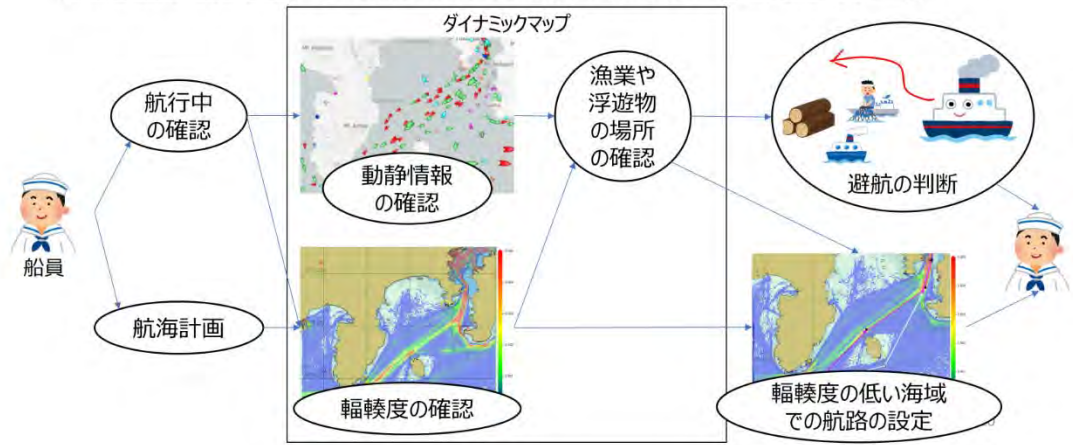 ダイナミックマップ
航行中
の確認
動静情報
の確認
漁業や
浮遊物
の場所
の確認
避航の判断
船員
航海計画
輻輳度の確認
輻輳度の低い海域
での航路の設定